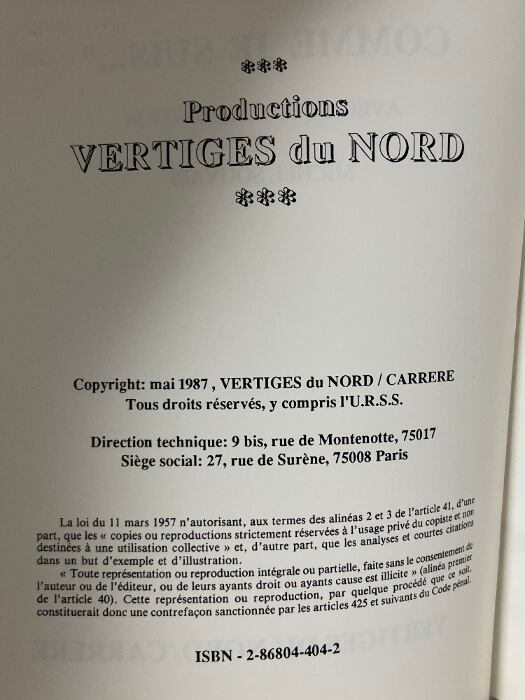 ***
Productions
VERTIGES du NORD
***
Copyright: mai 1987 , VERTIGES du NORD / CARRERE
Tous droits réservés, y compris l'U.R.S.S.
Direction technique: 9 bis, rue de Montenotte, 75017
Siège social: 27, rue de Surène, 75008 Paris
La loi du 11 mars 1957 n'autorisant, aux termes des alinéas 2 et 3 de l'article 41, d'une
part, que les « copies ou reproductions strictement réservées à l'usage privé du copiste et non
destinées à une utilisation collective » et, d'autre part, que les analyses et courtes citations
dans un but d'exemple et d'illustration.
« Toute représentation ou reproduction intégrale ou partielle, faite sans le consentement de
l'auteur ou de l'éditeur, ou de leurs ayants droit ou ayants cause est illicite » (alinéa premier
de l'article 40). Cette représentation ou reproduction, par quelque procédé que ce soit,
constituerait donc une contrefaçon sanctionnée par les articles 425 et suivants du Code pénal.
ISBN - 2-86804-404-2